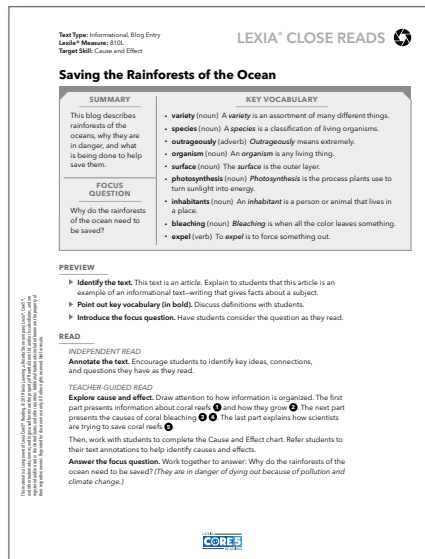 Text Type: Informational, Blog Entry
Lexile® Measure: 810L
Target Skill: Cause and Effect
LEXIA® CLOSE READS
Saving the Rainforests of the Ocean
SUMMARY
This blog describes
rainforests of the
oceans, why they are
in danger, and what
is being done to help
save them.
FOCUS
QUESTION
Why do the rainforests
of the ocean need to
be saved?
KEY VOCABULARY
• variety (noun) A variety is an assortment of many different things.
• species (noun) A species is a classification of living organisms.
• outrageously (adverb) Outrageously means extremely.
• organism (noun) An organism is any living thing.
• surface (noun) The surface is the outer layer.
• photosynthesis (noun) Photosynthesis is the process plants use to
turn sunlight into energy.
• inhabitants (noun) An inhabitant is a person or animal that lives in
a place.
• bleaching (noun) Bleaching is when all the color leaves something.
• expel (verb) To expel is to force something out.
PREVIEW
▶ Identify the text. This text is an article. Explain to students that this article is an
example of an informational text—writing that gives facts about a subject.
▶ Point out key vocabulary (in bold). Discuss definitions with students.
▶ Introduce the focus question. Have students consider the question as they read.
READ
INDEPENDENT READ
Annotate the text. Encourage students to identify key ideas, connections,
and questions they have as they read.
TEACHER-GUIDED READ
Explore cause and effect. Draw attention to how information is organized. The first
part presents information about coral reefs 1 and how they grow 2. The next part
presents the causes of coral bleaching 3 4. The last part explains how scientists
are trying to save coral reefs 5.
Then, work with students to complete the Cause and Effect chart. Refer students to
their text annotations to help identify causes and effects.
Answer the focus question. Work together to answer: Why do the rainforests of the
ocean need to be saved? (They are in danger of dying out because of pollution and
climate change.)
LEXIA
CORE5
READING